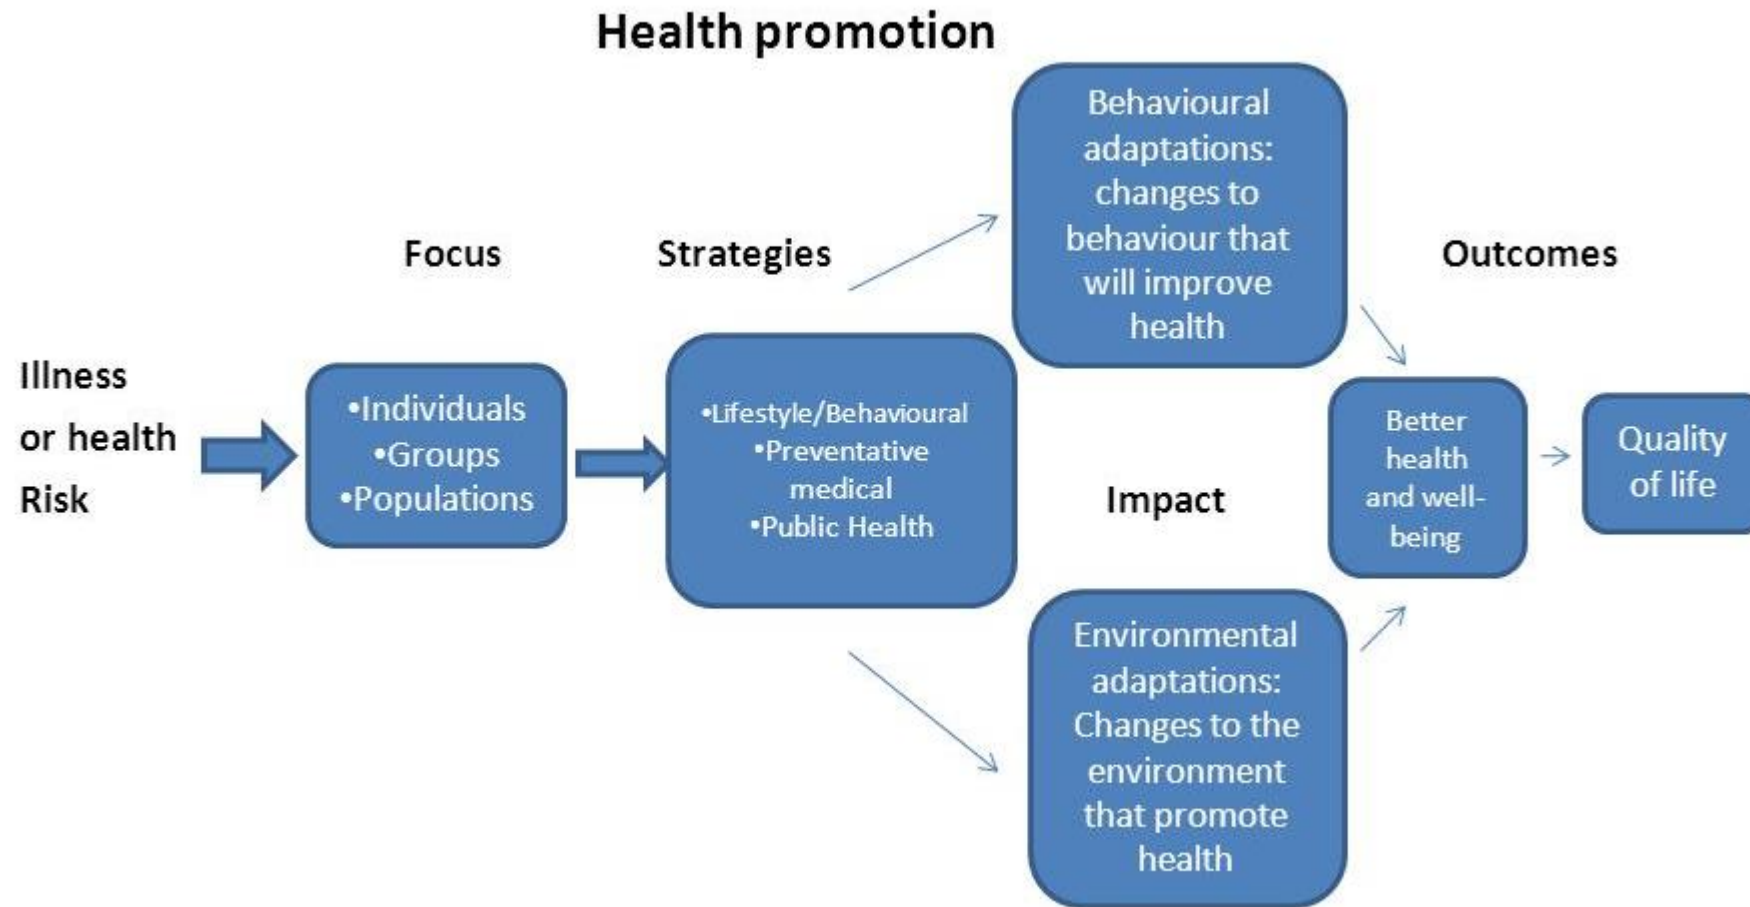 Health promotion
Focus
Strategies
Outcomes
Impact
Illness
or health
Risk
•Individuals
•Groups
•Populations
•Lifestyle/Behavioural
•Preventative
medical
•Public Health
Behavioural
adaptations:
changes to
behaviour that
will improve
health
Environmental
adaptations:
Changes to the
environment
that promote
health
Better
health
and well-
being
Quality
of life